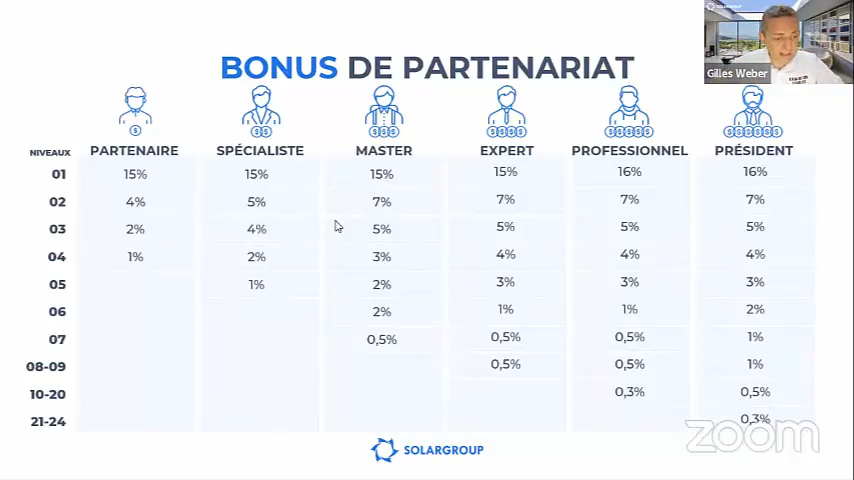 BONUS DE PARTENARIAT
Gilles Weber
NIVEAUX PARTENAIRE SPÉCIALISTE MASTER EXPERT PROFESSIONNEL PRÉSIDENT
01 15% 15% 15% 15% 16% 16%
02 4% 5% 7% 7% 7% 7%
03 2% 4% 5% 5% 5% 5%
04 1% 2% 3% 4% 4% 4%
05 1% 2% 3% 3% 3%
06 2% 1% 1% 2%
07 0,5% 0,5% 0,5% 1%
08-09 0,5% 0,5% 1%
10-20 0,3% 0,5%
21-24 0,3%
zoom
SOLARGROUP